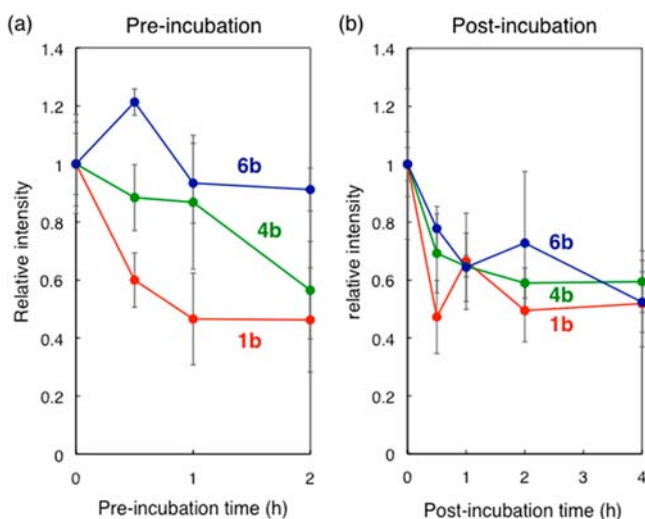 (a) Pre-incubation
1.4
1.2
1
0.8
0.6
0.4
0.2
0
Relative intensity
6b
4b
1b
0 1 2
Pre-incubation time (h)
(b) Post-incubation
1.4
1.2
1
0.8
0.6
0.4
0.2
0
relative intensity
6b
4b
1b
0 1 2 3 4
Post-incubation time (h)